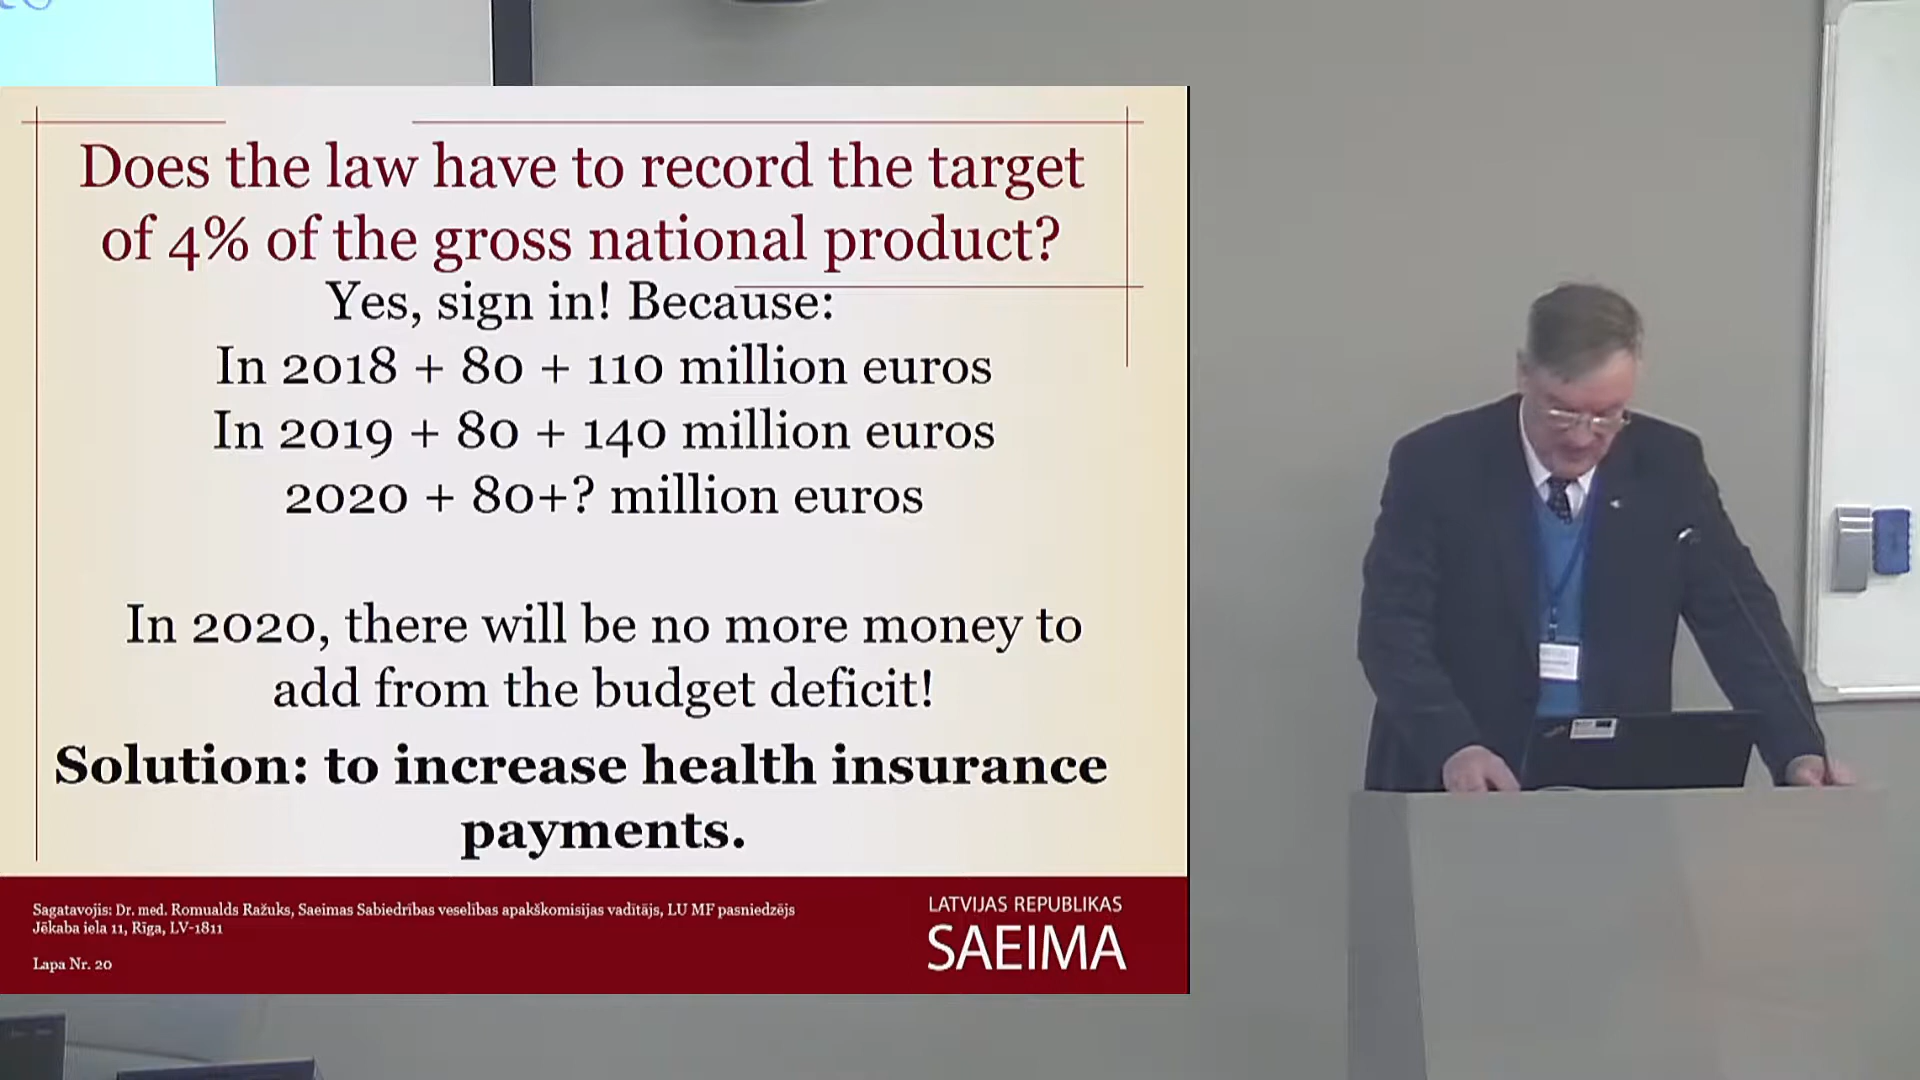 Does the law have to record the target
of 4% of the gross national product?
Yes, sign in! Because:
In 2018 + 80 + 110 million euros
In 2019 + 80 + 140 million euros
2020 + 80+? million euros
In 2020, there will be no more money to
add from the budget deficit!
Solution: to increase health insurance
payments.
Sagatavojis: Dr. med. Romualds Ražuks, Saeimas Sabiedrības veselības apakškomisijas vadītājs, LU MF pasniedzējs
Jēkaba iela 11, Rīga, LV-1811
Lapa Nr. 20
LATVIJAS REPUBLIKAS
SAEIMA